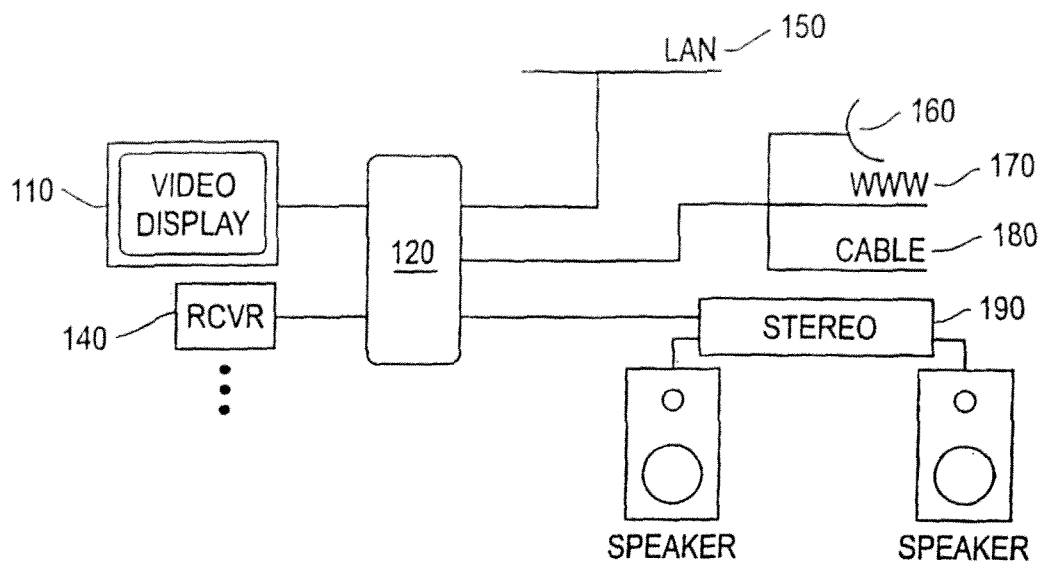 150
LAN
160
WWW 170
110 VIDEO
DISPLAY
120
CABLE 180
140 RCVR
STEREO 190
SPEAKER SPEAKER